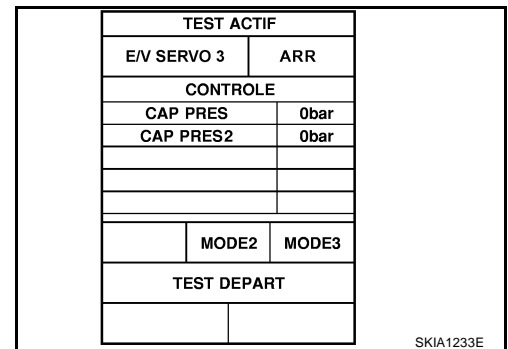 TEST ACTIF
E/V SERVO 3 ARR
CONTROLE
CAP PRES 0bar
CAP PRES2 0bar
MODE2 MODE3
TEST DEPART
SKIA1233E